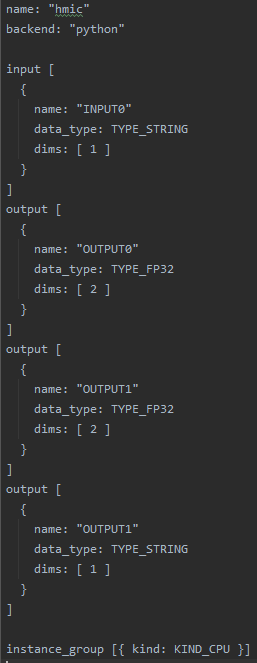 name: "hmic"
backend: "python"
input [
{
name: "INPUT0"
data_type: TYPE_STRING
dims: [ 1 ]
}
]
output [
{
name: "OUTPUT0"
data_type: TYPE_FP32
dims: [ 2 ]
}
]
output [
{
name: "OUTPUT1"
data_type: TYPE_FP32
dims: [ 2 ]
}
]
output [
{
name: "OUTPUT1"
data_type: TYPE_STRING
dims: [ 1 ]
}
]
instance_group [{ kind: KIND_CPU }]